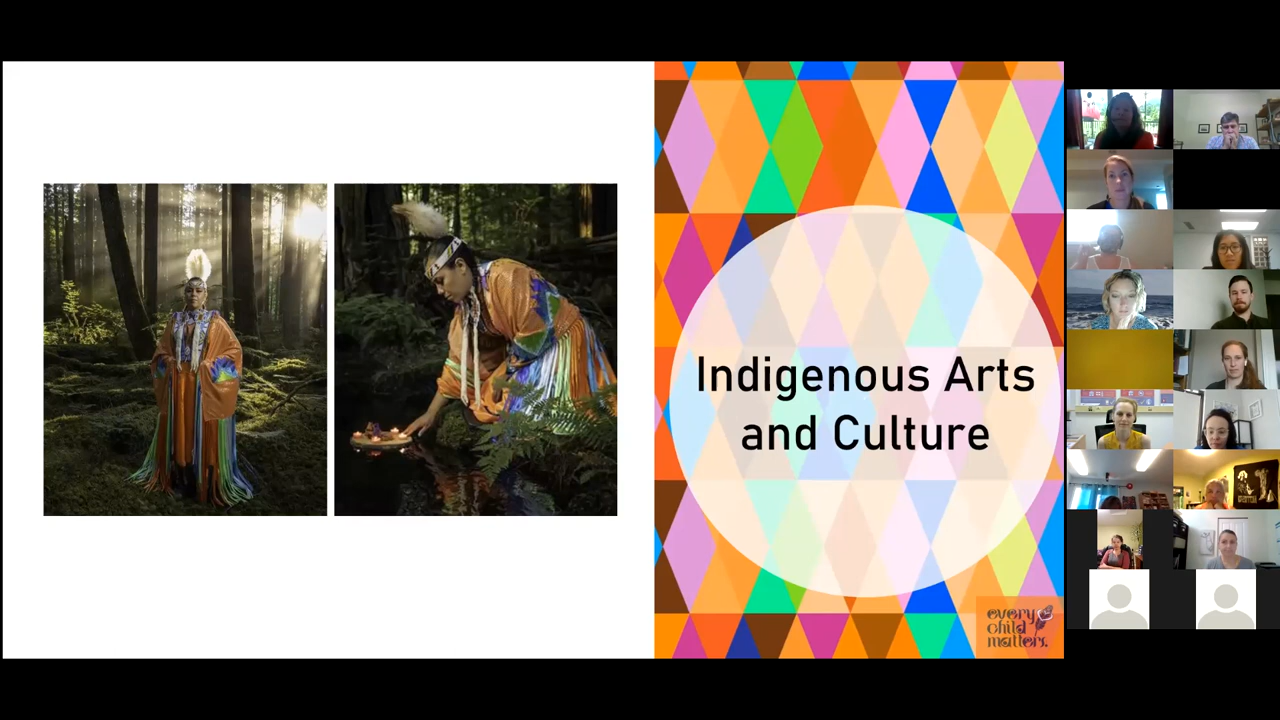 Indigenous Arts
and Culture
every
child
matters.